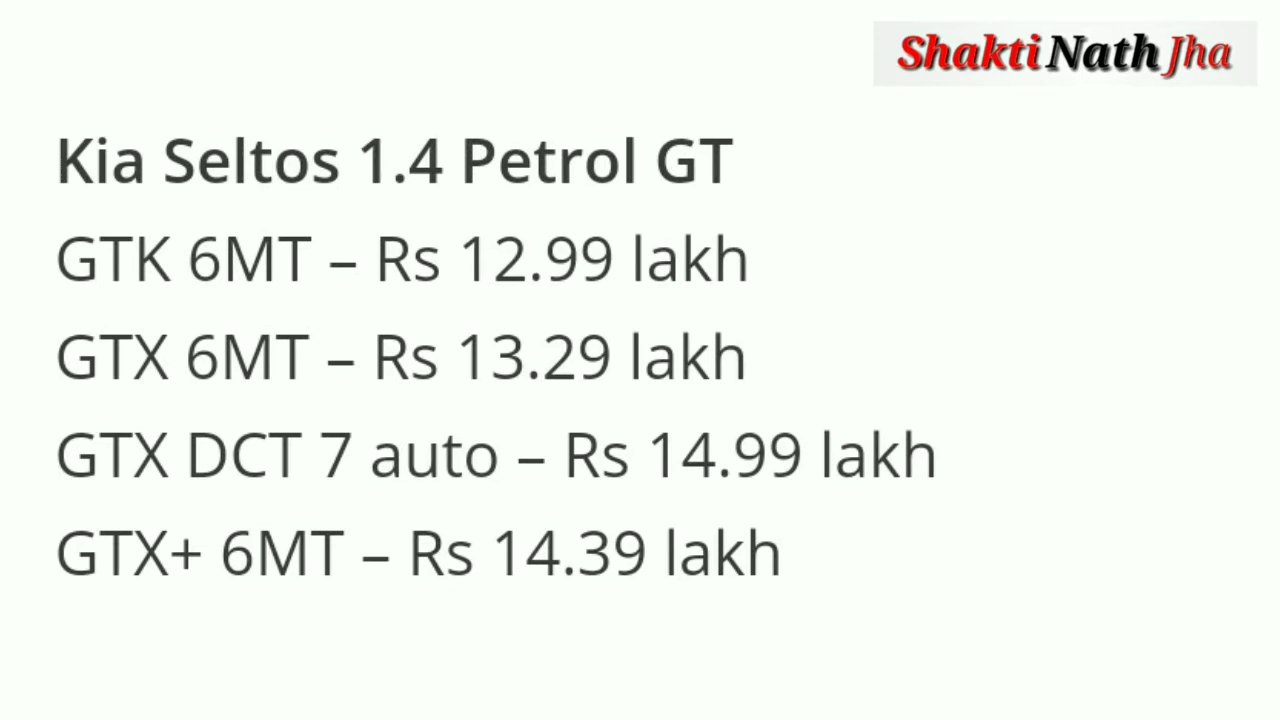 Shakti Nath Jha
Kia Seltos 1.4 Petrol GT
GTK 6MT – Rs 12.99 lakh
GTX 6MT – Rs 13.29 lakh
GTX DCT 7 auto – Rs 14.99 lakh
GTX+ 6MT – Rs 14.39 lakh